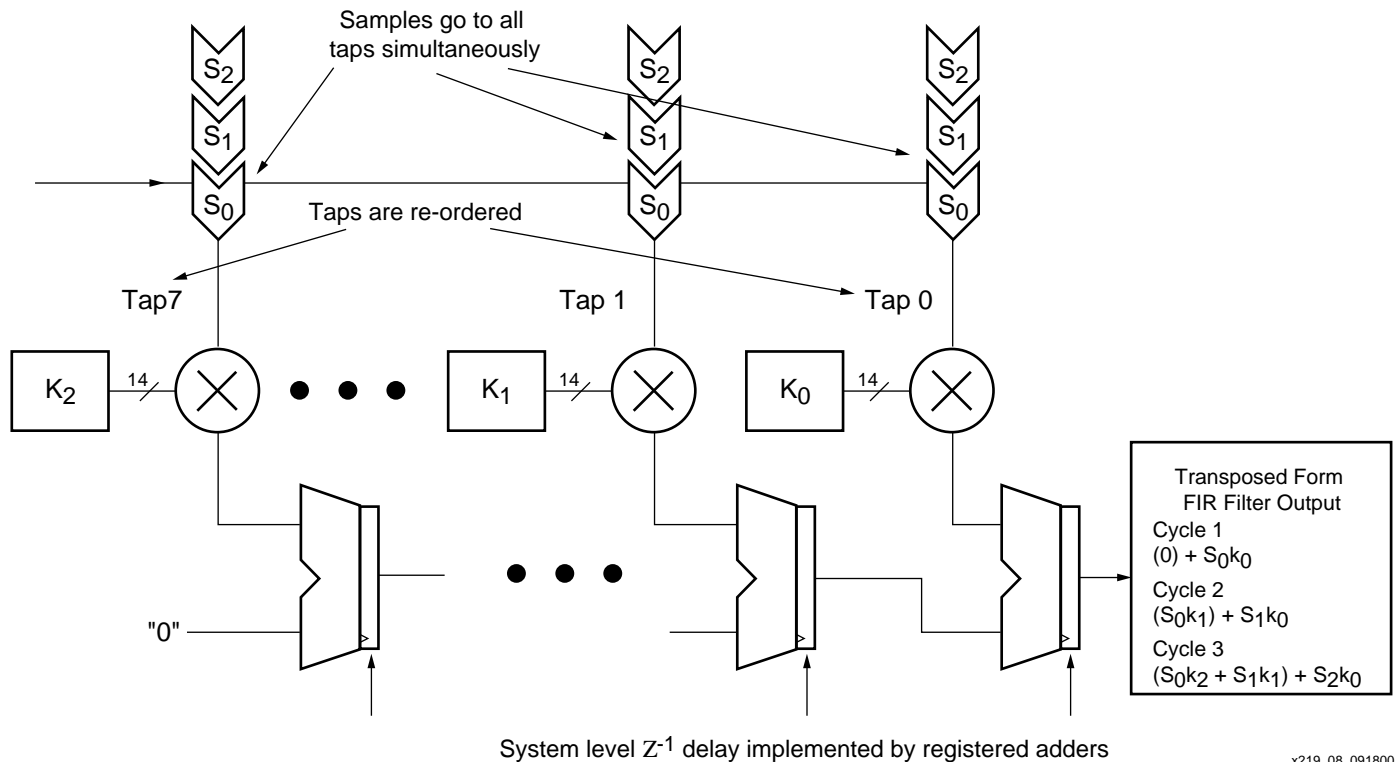 Samples go to all
taps simultaneously
S2 S2 S2
S1 S1 S1
S0 S0 S0
Taps are re-ordered
Tap7 Tap 1 Tap 0
K2 14 K1 14 K0 14
Transposed Form
FIR Filter Output
Cycle 1
(0) + S0k0
Cycle 2
(S0k1) + S1k0
Cycle 3
(S0k2 + S1k1) + S2k0
"0"
System level Z-1 delay implemented by registered adders
x219_08_091800